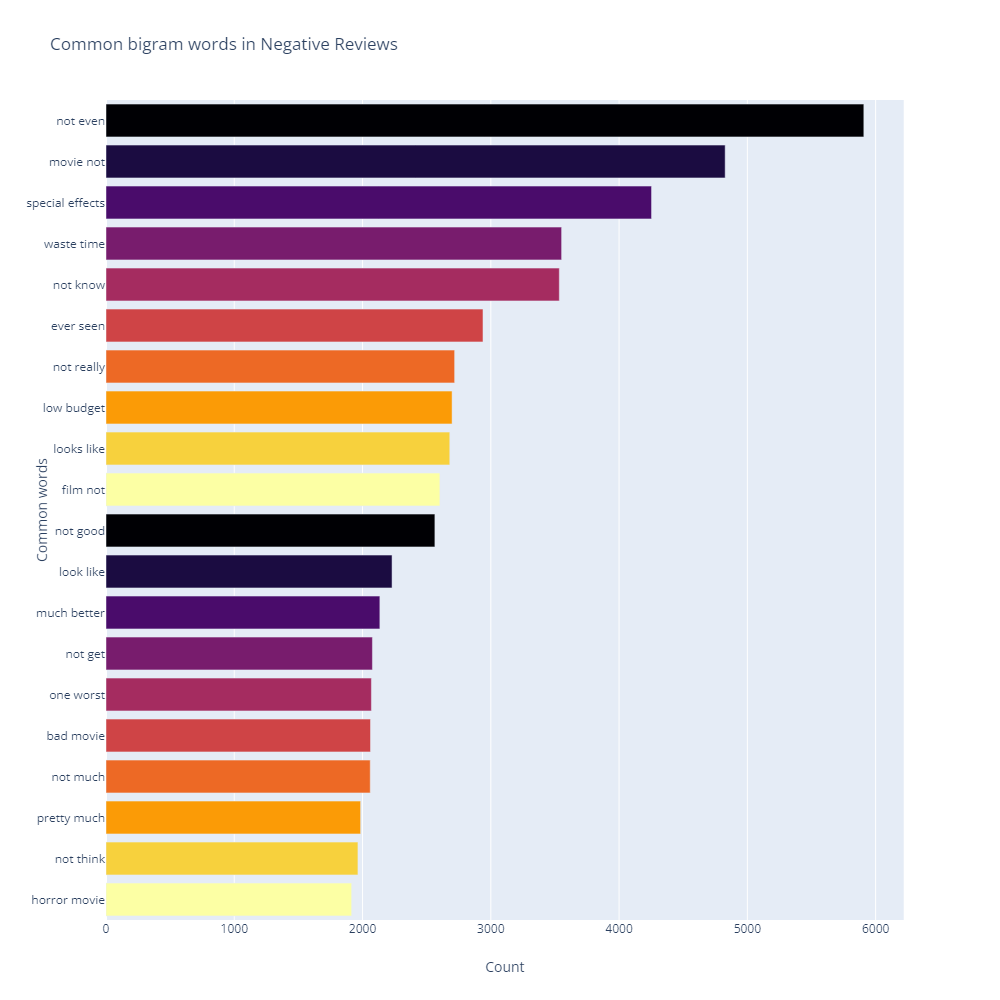 Common bigram words in Negative Reviews
not even
movie not
special effects
waste time
not know
ever seen
not really
low budget
looks like
film not
not good
look like
much better
not get
one worst
bad movie
not much
pretty much
not think
horror movie
Common words
0 1000 2000 3000 4000 5000 6000
Count